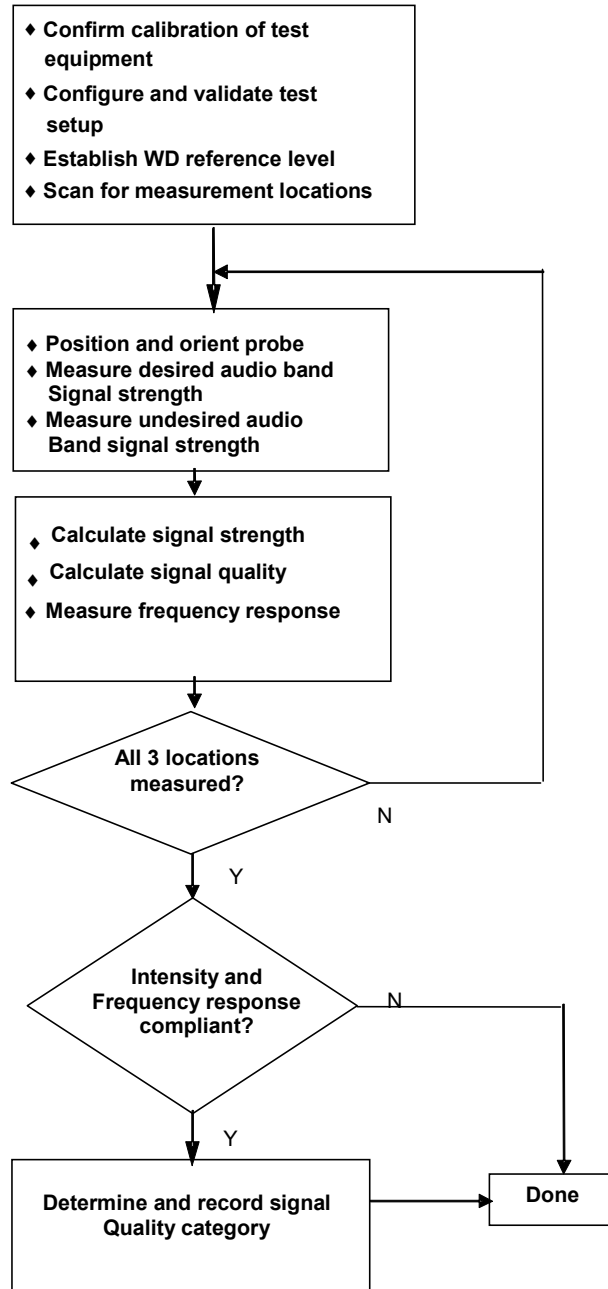 ♦ Confirm calibration of test
equipment
♦ Configure and validate test
setup
♦ Establish WD reference level
♦ Scan for measurement locations
♦ Position and orient probe
♦ Measure desired audio band
Signal strength
♦ Measure undesired audio
Band signal strength
♦ Calculate signal strength
♦ Calculate signal quality
♦ Measure frequency response
All 3 locations
measured?
N
Y
Intensity and
Frequency response
compliant?
N
Y
Determine and record signal
Quality category
Done